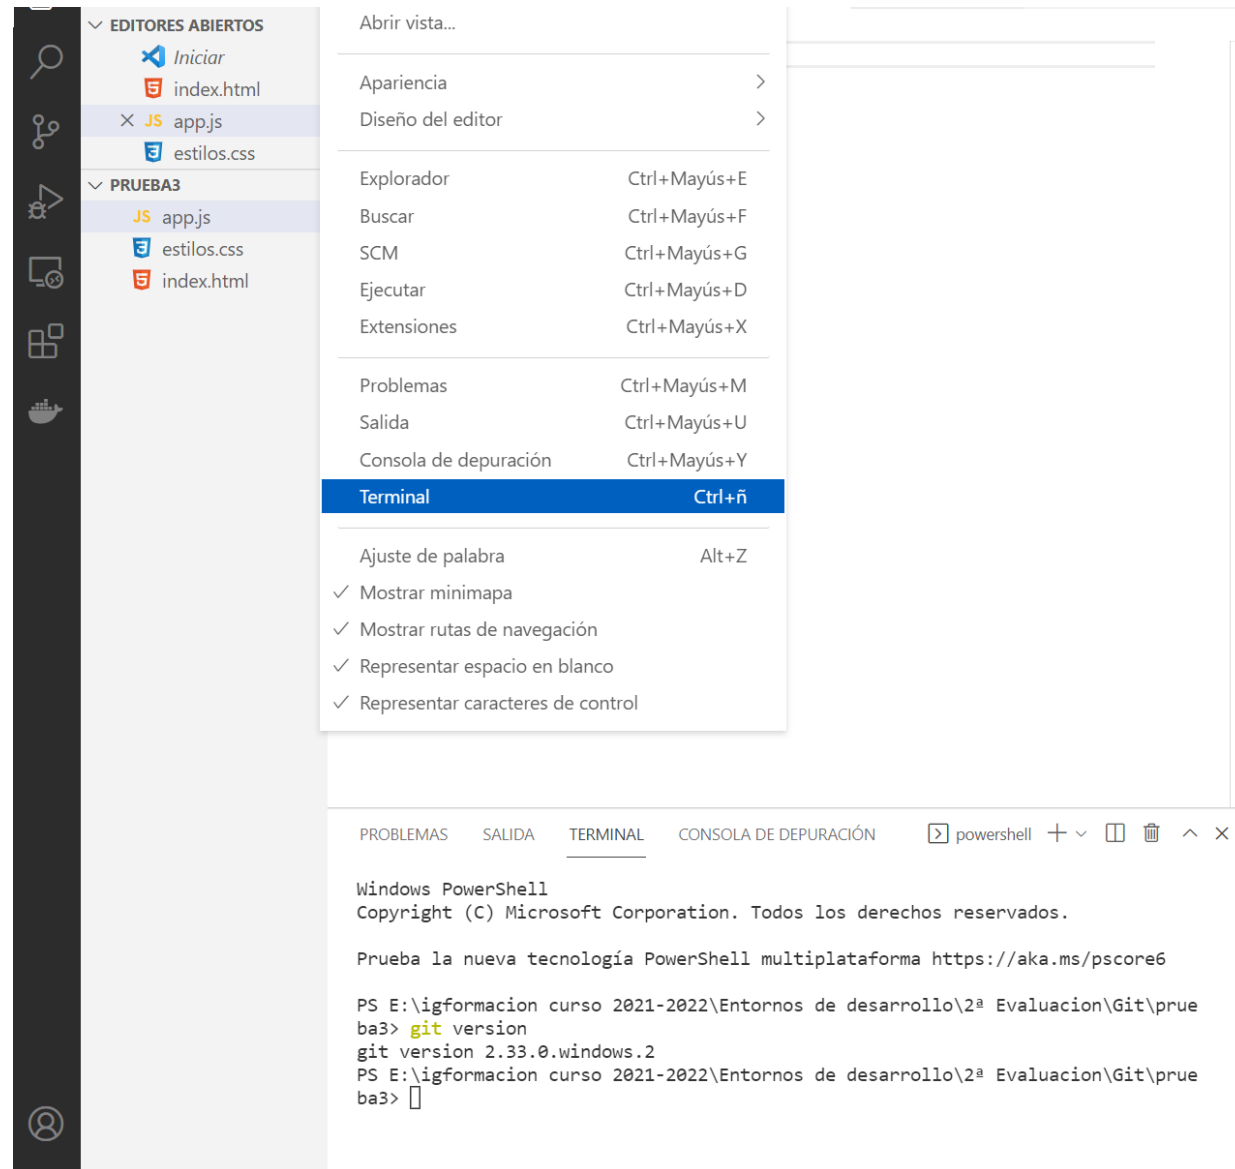 EDITORES ABIERTOS
Iniciar
index.html
JS app.js
estilos.css
PRUEBA3
JS app.js
estilos.css
index.html
Abrir vista...
Apariencia
Diseño del editor
Explorador Ctrl+Mayús+E
Buscar Ctrl+Mayús+F
SCM Ctrl+Mayús+G
Ejecutar Ctrl+Mayús+D
Extensiones Ctrl+Mayús+X
Problemas Ctrl+Mayús+M
Salida Ctrl+Mayús+U
Consola de depuración Ctrl+Mayús+Y
Terminal Ctrl+ñ
Ajuste de palabra Alt+Z
Mostrar minimapa
Mostrar rutas de navegación
Representar espacio en blanco
Representar caracteres de control
PROBLEMAS SALIDA TERMINAL CONSOLA DE DEPURACIÓN powershell
Windows PowerShell
Copyright (C) Microsoft Corporation. Todos los derechos reservados.
Prueba la nueva tecnología PowerShell multiplataforma https://aka.ms/pscore6
PS E:\igformacion curso 2021-2022\Entornos de desarrollo\2ª Evaluacion\Git\prue
ba3> git version
git version 2.33.0.windows.2
PS E:\igformacion curso 2021-2022\Entornos de desarrollo\2ª Evaluacion\Git\prue
ba3>